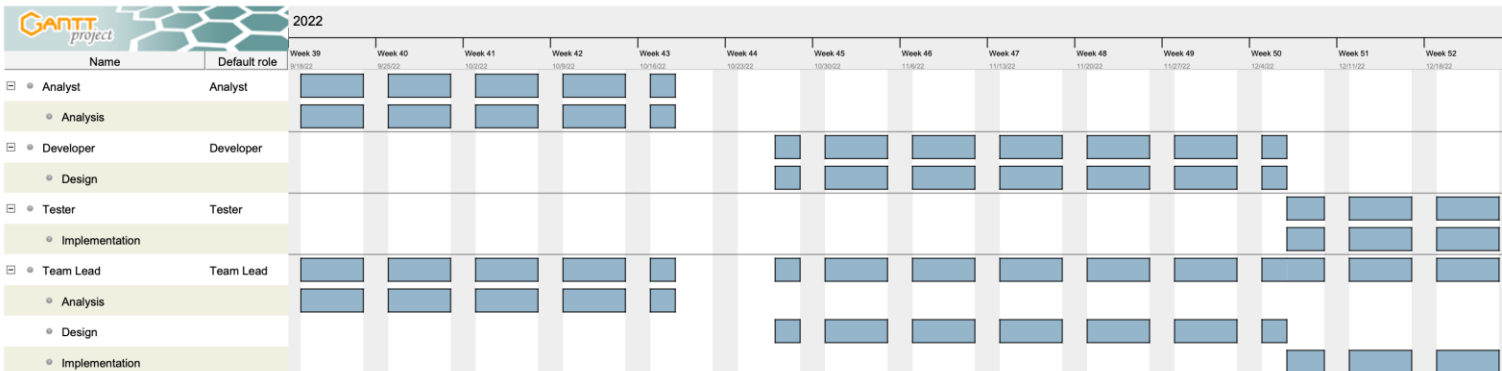 GANTT
project
2022
Week 39 Week 40 Week 41 Week 42 Week 43 Week 44 Week 45 Week 46 Week 47 Week 48 Week 49 Week 50 Week 51 Week 52
Name Default role 9/18/22 9/25/22 10/2/22 10/9/22 10/16/22 10/23/22 10/30/22 11/6/22 11/13/22 11/20/22 11/27/22 12/4/22 12/11/22 12/18/22
Analyst Analyst
Analysis
Developer Developer
Design
Tester Tester
Implementation
Team Lead Team Lead
Analysis
Design
Implementation